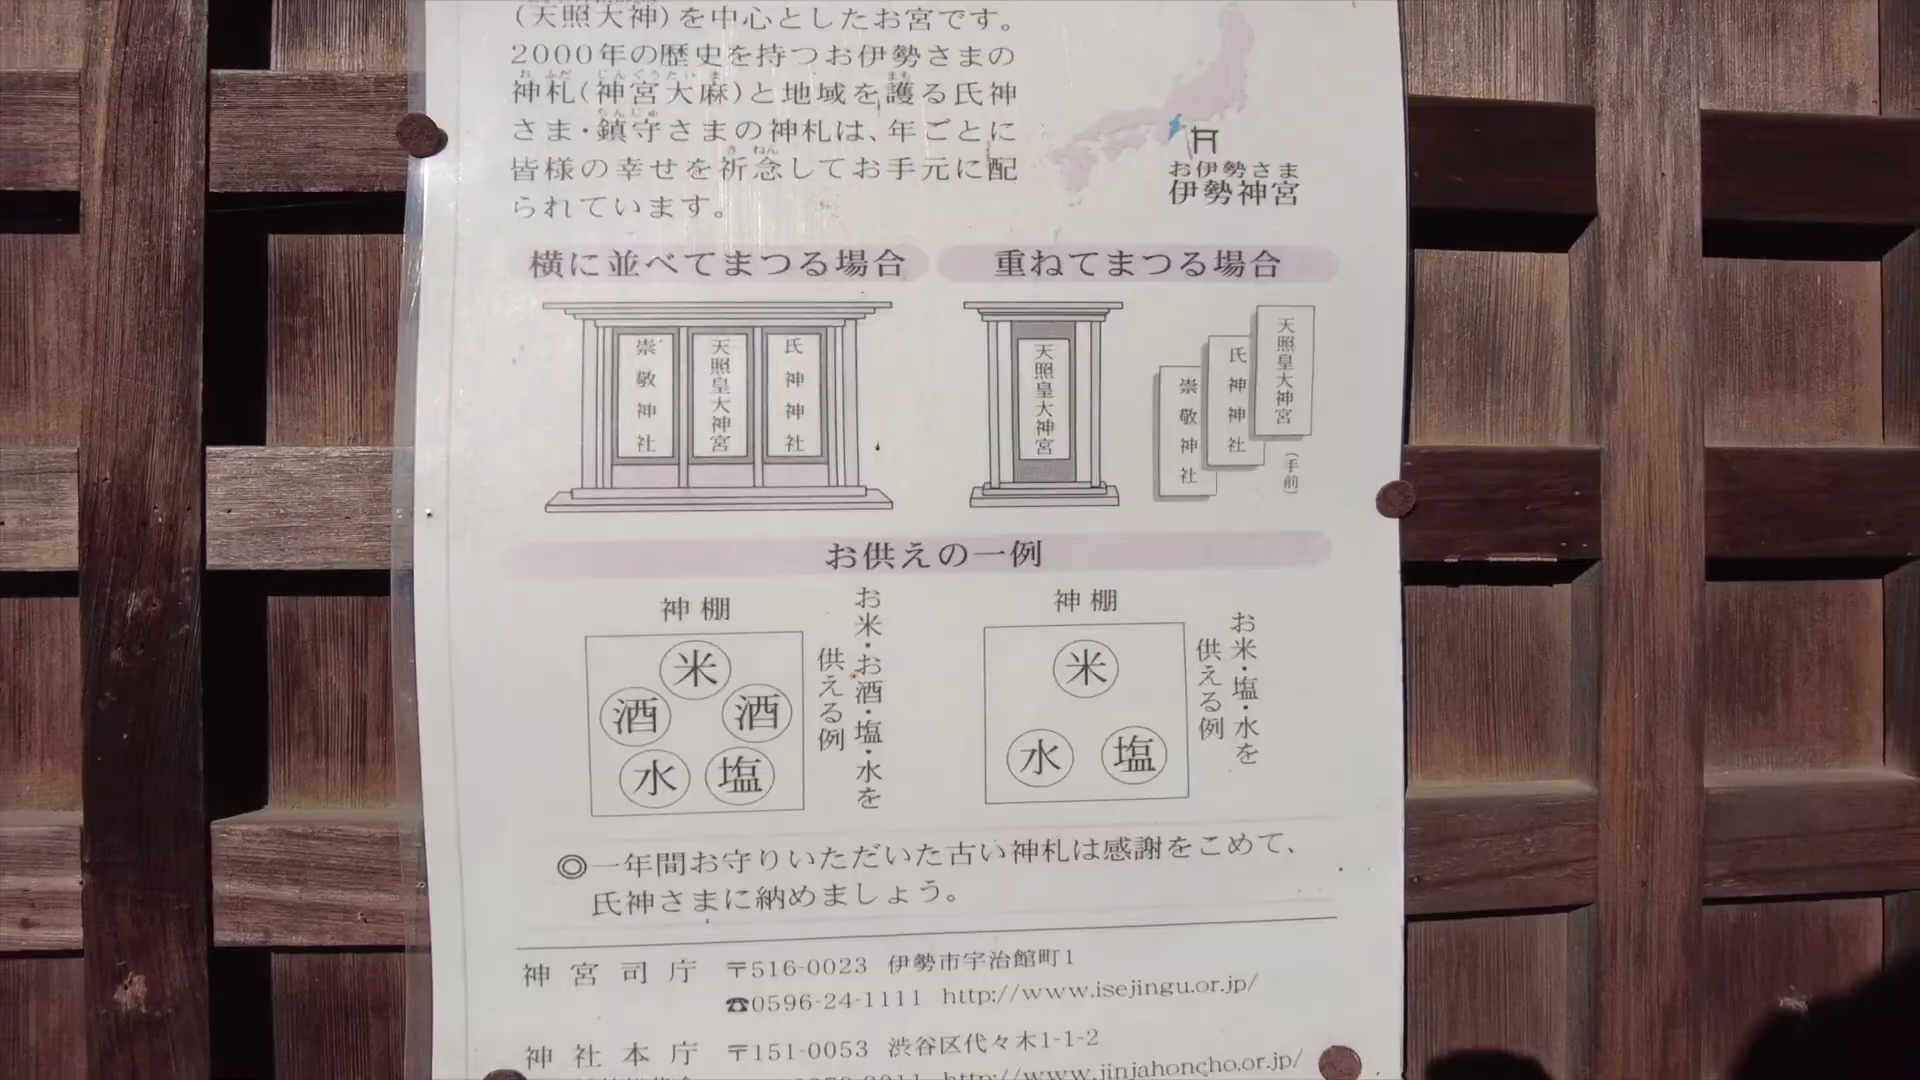 (天照大神)を中心としたお宮です。
2000年の歴史を持つお伊勢さまの
神札(神宮大麻)と地域を護る氏神
さま・鎮守さまの神札は、年ごとに
皆様の幸せを祈念してお手元に配
られています。
お伊勢さま
伊勢神宮
横に並べてまつる場合
崇敬神社
天照皇大神宮
氏神神社
重ねてまつる場合
天照皇大神宮
天照皇大神宮
氏神神社
崇敬神社
(手前)
お供えの一例
神棚
米
酒
酒
水
塩
お米・お酒・塩・水を
供える例
神棚
米
水
塩
お米・塩・水を
供える例
◎一年間お守りいただいた古い神札は感謝をこめて、
氏神さまに納めましょう。
神宮司庁 〒516-0023 伊勢市宇治館町1
☎0596-24-1111 http://www.isejingu.or.jp/
神社本庁 〒151-0053 渋谷区代々木1-1-2
http://www.jinjahoncho.or.jp/